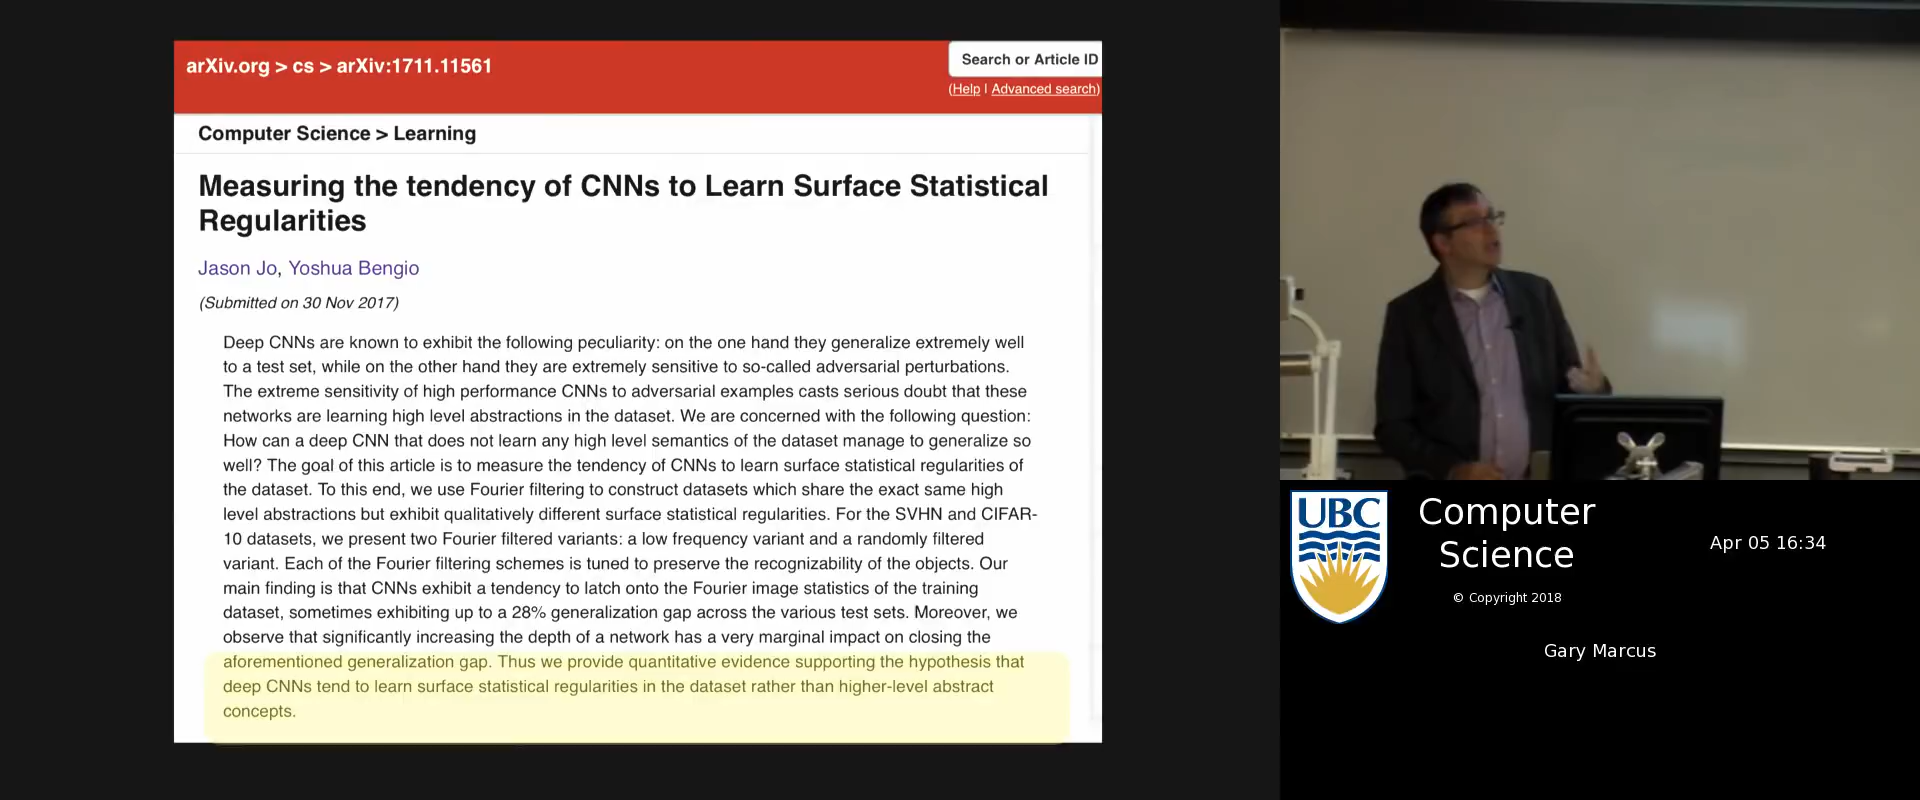 arXiv.org > cs > arXiv:1711.11561
Search or Article ID
(Help | Advanced search)
Computer Science > Learning
Measuring the tendency of CNNs to Learn Surface Statistical
Regularities
Jason Jo, Yoshua Bengio
(Submitted on 30 Nov 2017)
Deep CNNs are known to exhibit the following peculiarity: on the one hand they generalize extremely well
to a test set, while on the other hand they are extremely sensitive to so-called adversarial perturbations.
The extreme sensitivity of high performance CNNs to adversarial examples casts serious doubt that these
networks are learning high level abstractions in the dataset. We are concerned with the following question:
How can a deep CNN that does not learn any high level semantics of the dataset manage to generalize so
well? The goal of this article is to measure the tendency of CNNs to learn surface statistical regularities of
the dataset. To this end, we use Fourier filtering to construct datasets which share the exact same high
level abstractions but exhibit qualitatively different surface statistical regularities. For the SVHN and CIFAR-
10 datasets, we present two Fourier filtered variants: a low frequency variant and a randomly filtered
variant. Each of the Fourier filtering schemes is tuned to preserve the recognizability of the objects. Our
main finding is that CNNs exhibit a tendency to latch onto the Fourier image statistics of the training
dataset, sometimes exhibiting up to a 28% generalization gap across the various test sets. Moreover, we
observe that significantly increasing the depth of a network has a very marginal impact on closing the
aforementioned generalization gap. Thus we provide quantitative evidence supporting the hypothesis that
deep CNNs tend to learn surface statistical regularities in the dataset rather than higher-level abstract
concepts.
UBC
Computer
Science
© Copyright 2018
Apr 05 16:34
Gary Marcus